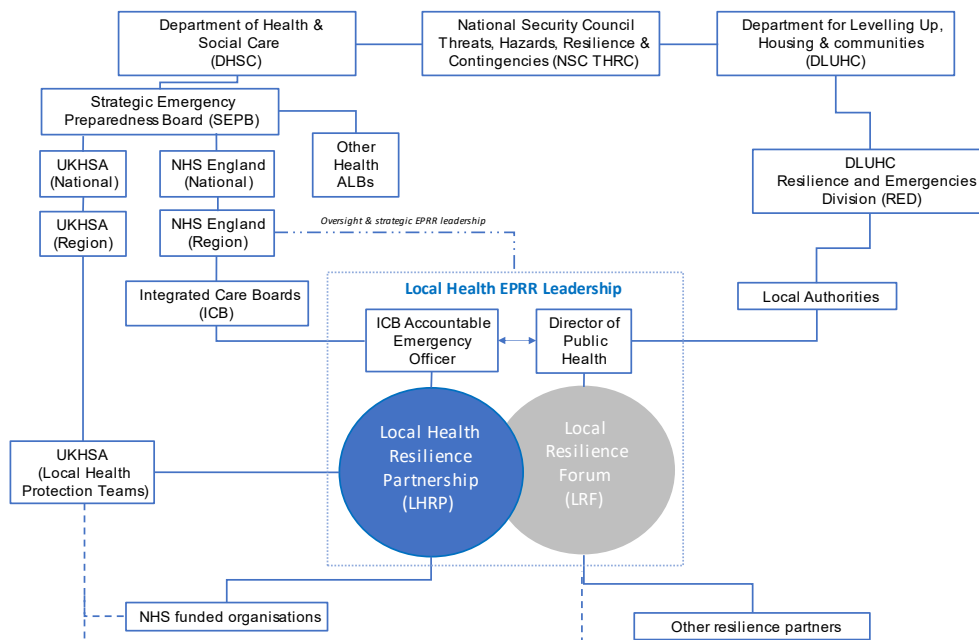 Department of Health &
Social Care
(DHSC)
National Security Council
Threats, Hazards, Resilience &
Contingencies (NSC THRC)
Department for Levelling Up,
Housing & communities
(DLUHC)
Strategic Emergency
Preparedness Board (SEPB)
Other
Health
ALBs
UKHSA
(National)
NHS England
(National)
DLUHC
Resilience and Emergencies
Division (RED)
UKHSA
(Region)
NHS England
(Region)
Oversight & strategic EPRR leadership
Integrated Care Boards
(ICB)
Local Health EPRR Leadership
Local Authorities
ICB Accountable
Emergency
Officer
Director of
Public
Health
Local Health
Resilience
Partnership
(LHRP)
Local
Resilience
Forum
(LRF)
UKHSA
(Local Health
Protection Teams)
NHS funded organisations
Other resilience partners